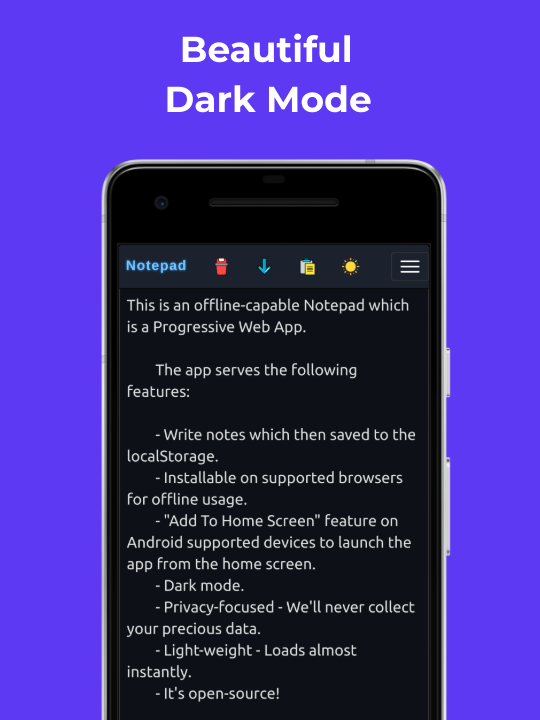 Beautiful
Dark Mode
Notepad
This is an offline-capable Notepad which
is a Progressive Web App.
The app serves the following
features:
- Write notes which then saved to the
localStorage.
- Installable on supported browsers
for offline usage.
- "Add To Home Screen" feature on
Android supported devices to launch the
app from the home screen.
- Dark mode.
- Privacy-focused - We'll never collect
your precious data.
- Light-weight - Loads almost
instantly.
- It's open-source!